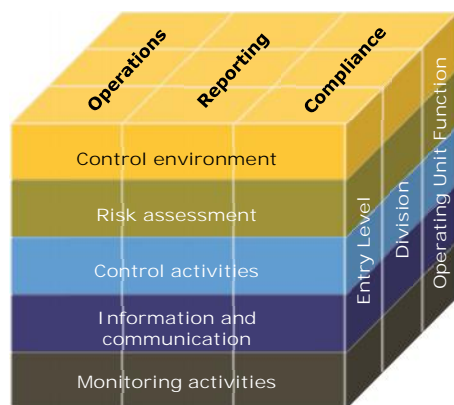 Operations
Reporting
Compliance
Control environment
Risk assessment
Control activities
Information and
communication
Monitoring activities
Entry Level
Division
Operating Unit Function